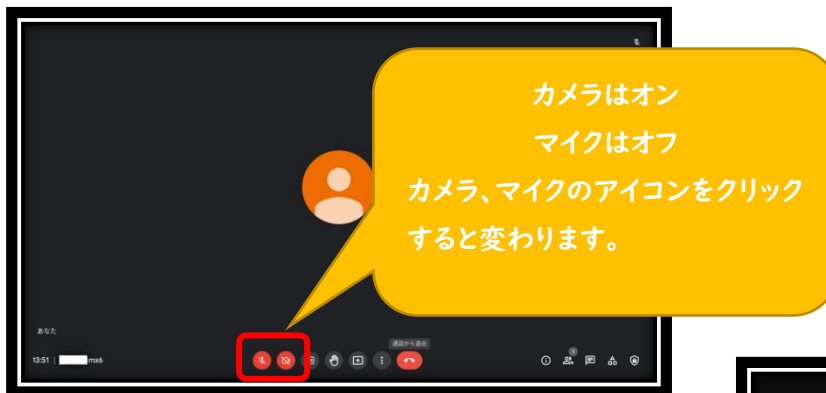 カメラはオン
マイクはオフ
カメラ、マイクのアイコンをクリック
すると変わります。
あなた
通話から退出
13:51 | mx6
1